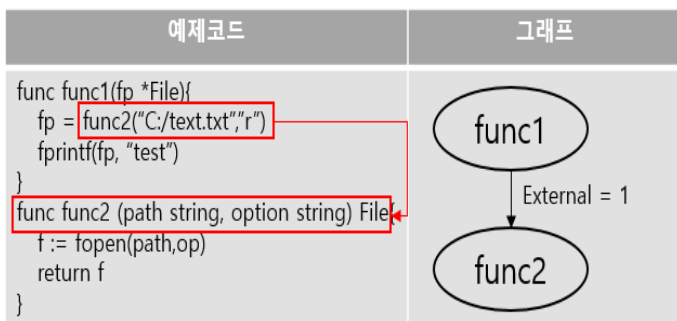 예제코드
그래프
func func1(fp *File){
fp = func2("C:/text.txt","r")
fprintf(fp, "test")
}
func func2 (path string, option string) File{
f := fopen(path,op)
return f
}
func1
External = 1
func2